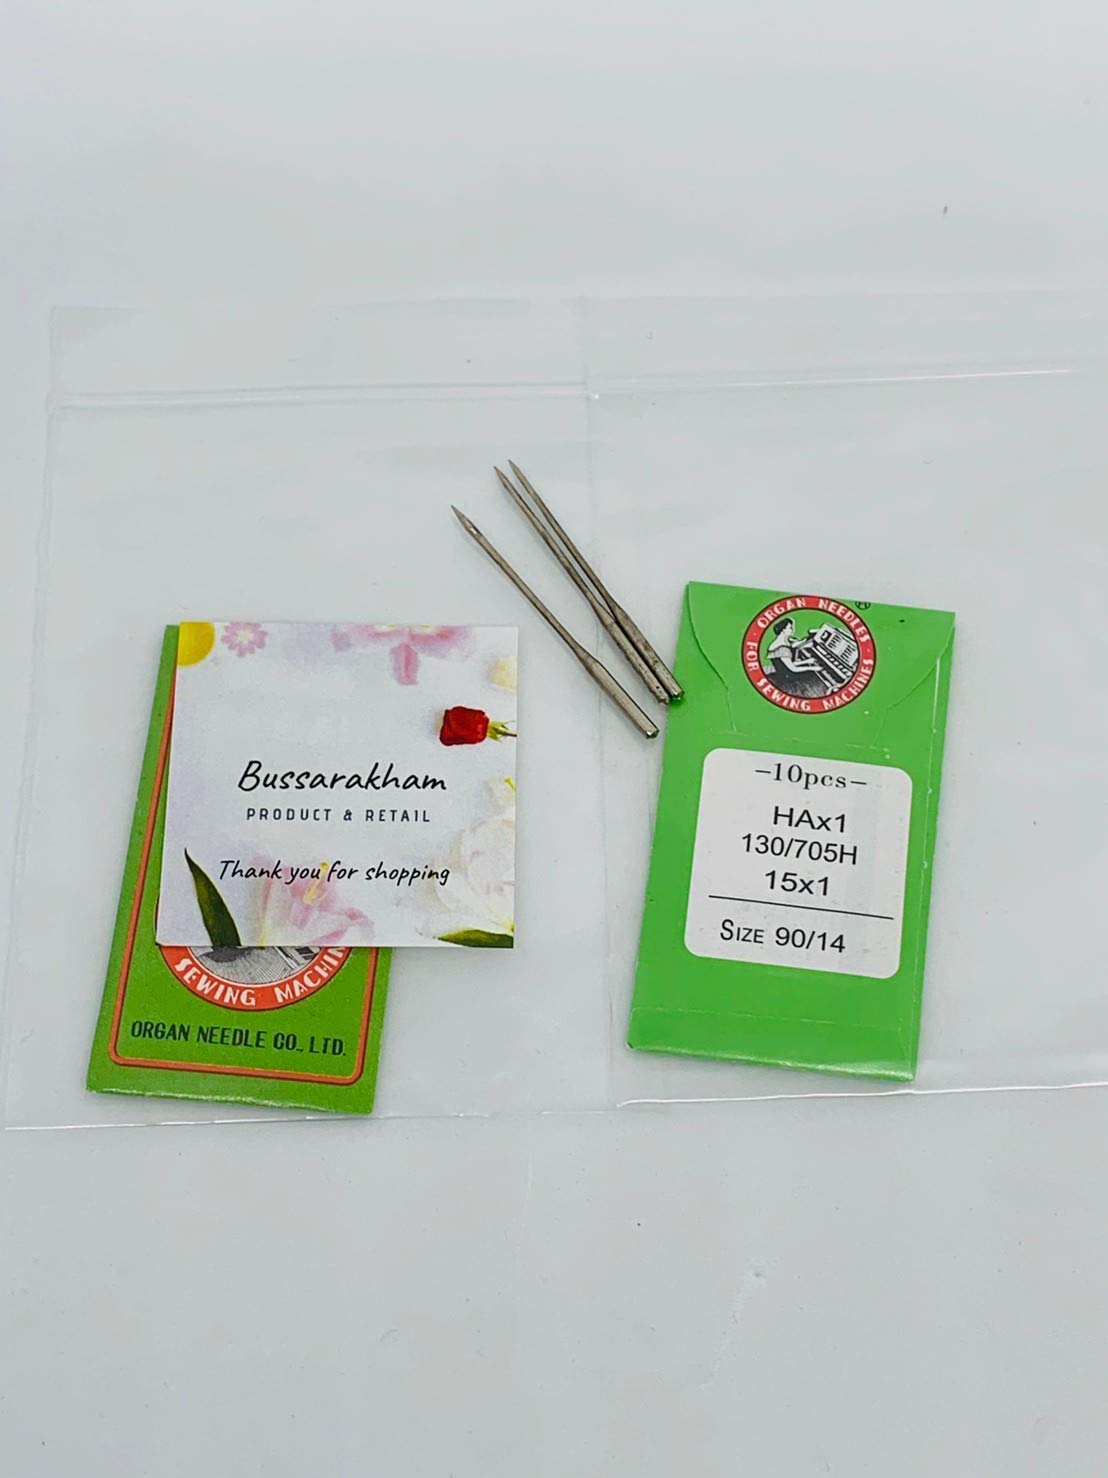 Bussarakham
PRODUCT & RETAIL
Thank you for shopping
SEWING MACHIN
ORGAN NEEDLE CO., LTD.
ORGAN NEEDLES
FOR SEWING MACHINES
®
-10pcs-
HAx1
130/705H
15x1
SIZE 90/14